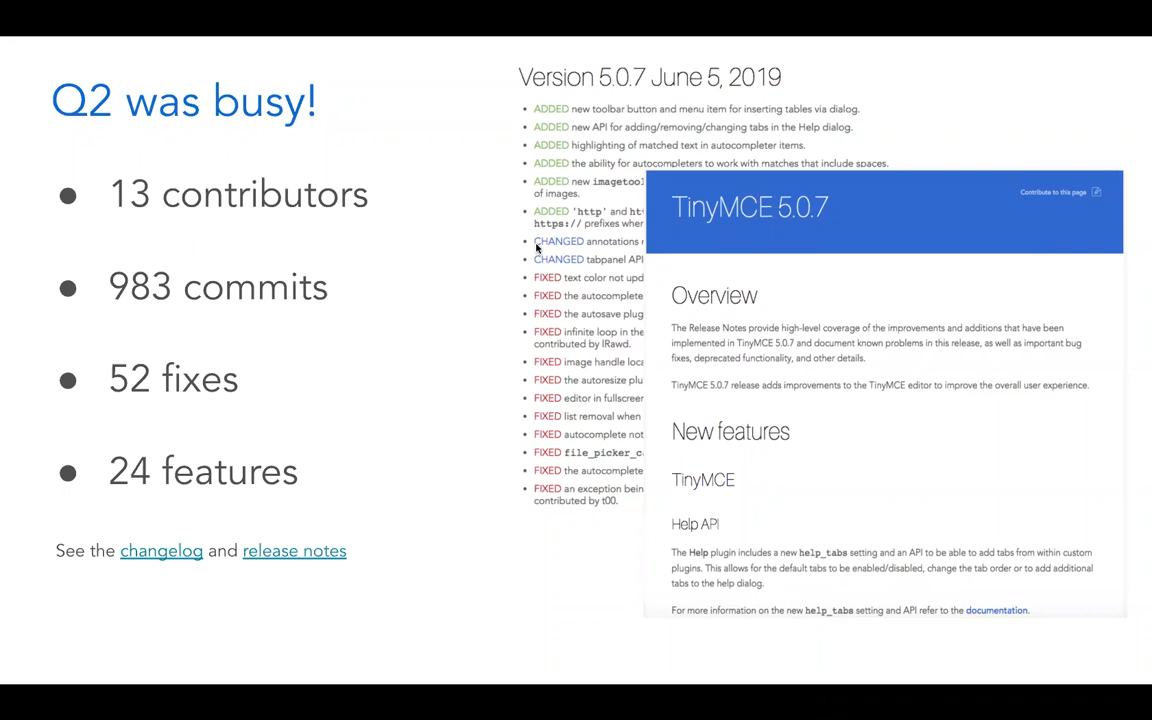 Q2 was busy!
● 13 contributors
● 983 commits
● 52 fixes
● 24 features
See the changelog and release notes
Version 5.0.7 June 5, 2019
• ADDED new toolbar button and menu item for inserting tables via dialog.
• ADDED new API for adding/removing/changing tabs in the Help dialog.
• ADDED highlighting of matched text in autocompleter items.
• ADDED the ability for autocompleters to work with matches that include spaces.
• ADDED new imagetool
of images.
• ADDED 'http' and
https:// prefixes
• CHANGED annotations
• CHANGED tabpanel API
• FIXED text color not upd
• FIXED the autocomplete
• FIXED the autosave plug
• FIXED infinite loop in the
contributed by lRawd.
• FIXED image handle loca
• FIXED the autoresize plu
• FIXED editor in fullscreen
• FIXED list removal when
• FIXED autocomplete not
• FIXED file_picker_c
• FIXED the autocomplete
• FIXED an exception bein
contributed by t00.
TinyMCE 5.0.7
Contribute to this page
Overview
The Release Notes provide high-level coverage of the improvements and additions that have been
implemented in TinyMCE 5.0.7 and document known problems in this release, as well as important bug
fixes, deprecated functionality, and other details.
TinyMCE 5.0.7 release adds improvements to the TinyMCE editor to improve the overall user experience.
New features
TinyMCE
Help API
The Help plugin includes a new help_tabs setting and an API to be able to add tabs from within custom
plugins. This allows for the default tabs to be enabled/disabled, change the tab order or to add additional
tabs to the help dialog.
For more information on the new help_tabs setting and API refer to the documentation.